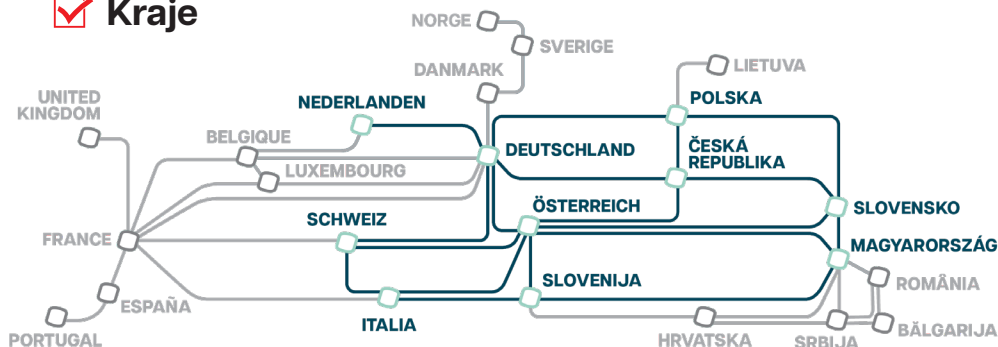 Kraje
NORGE
SVERIGE
DANMARK
LIETUVA
UNITED
KINGDOM
NEDERLANDEN
POLSKA
BELGIQUE
DEUTSCHLAND
ČESKÁ
REPUBLIKA
LUXEMBOURG
SCHWEIZ
ÖSTERREICH
SLOVENSKO
FRANCE
MAGYARORSZÁG
SLOVENIJA
ROMÂNIA
ESPAÑA
ITALIA
PORTUGAL
HRVATSKA
SRBIJA
BĂLGARIJA